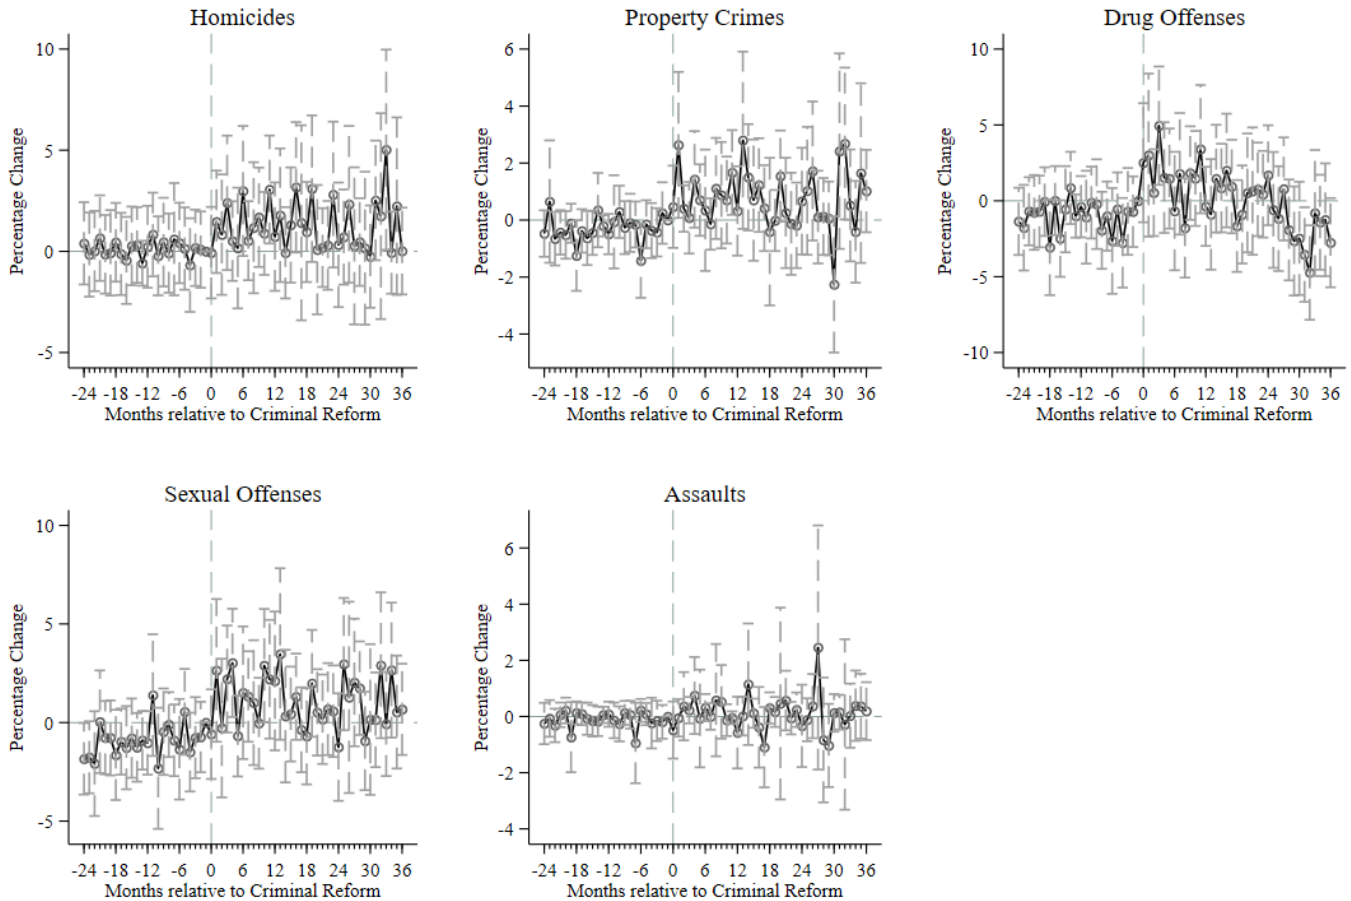 Homicides
Percentage Change
10
5
0
-5
-24 -18 -12 -6 0 6 12 18 24 30 36
Months relative to Criminal Reform
Property Crimes
Percentage Change
6
4
2
0
-2
-4
-24 -18 -12 -6 0 6 12 18 24 30 36
Months relative to Criminal Reform
Drug Offenses
Percentage Change
10
5
0
-5
-10
-24 -18 -12 -6 0 6 12 18 24 30 36
Months relative to Criminal Reform
Sexual Offenses
Percentage Change
10
5
0
-5
-24 -18 -12 -6 0 6 12 18 24 30 36
Months relative to Criminal Reform
Assaults
Percentage Change
6
4
2
0
-2
-4
-24 -18 -12 -6 0 6 12 18 24 30 36
Months relative to Criminal Reform